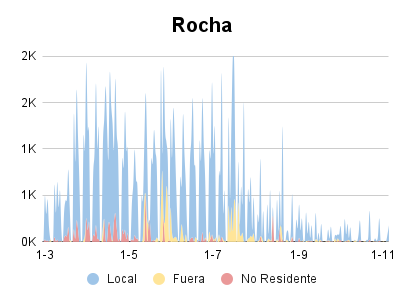 Rocha
2K
2K
1K
1K
0K
1-3 1-5 1-7 1-9 1-11
Local Fuera No Residente